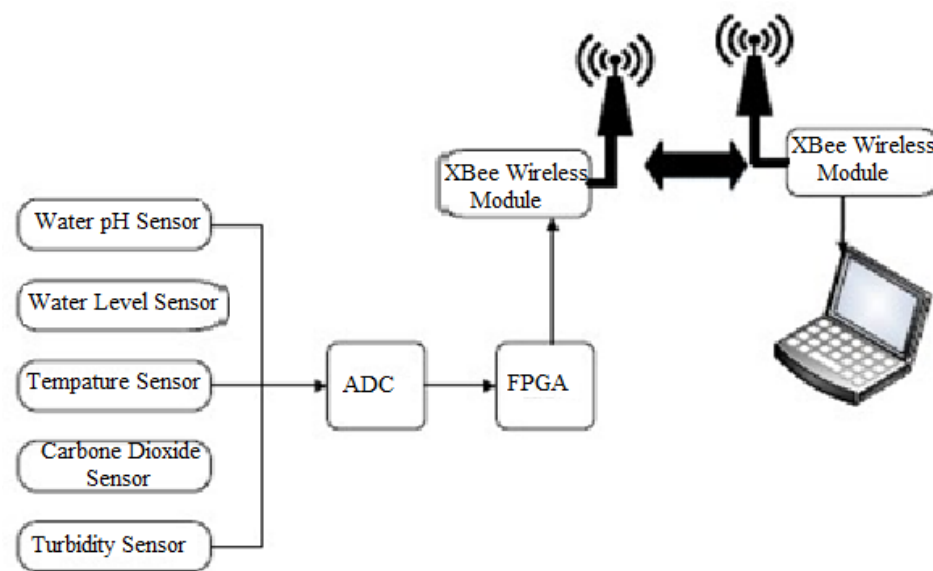 XBee Wireless
Module
XBee Wireless
Module
Water pH Sensor
Water Level Sensor
Tempature Sensor
Carbone Dioxide
Sensor
Turbidity Sensor
ADC
FPGA